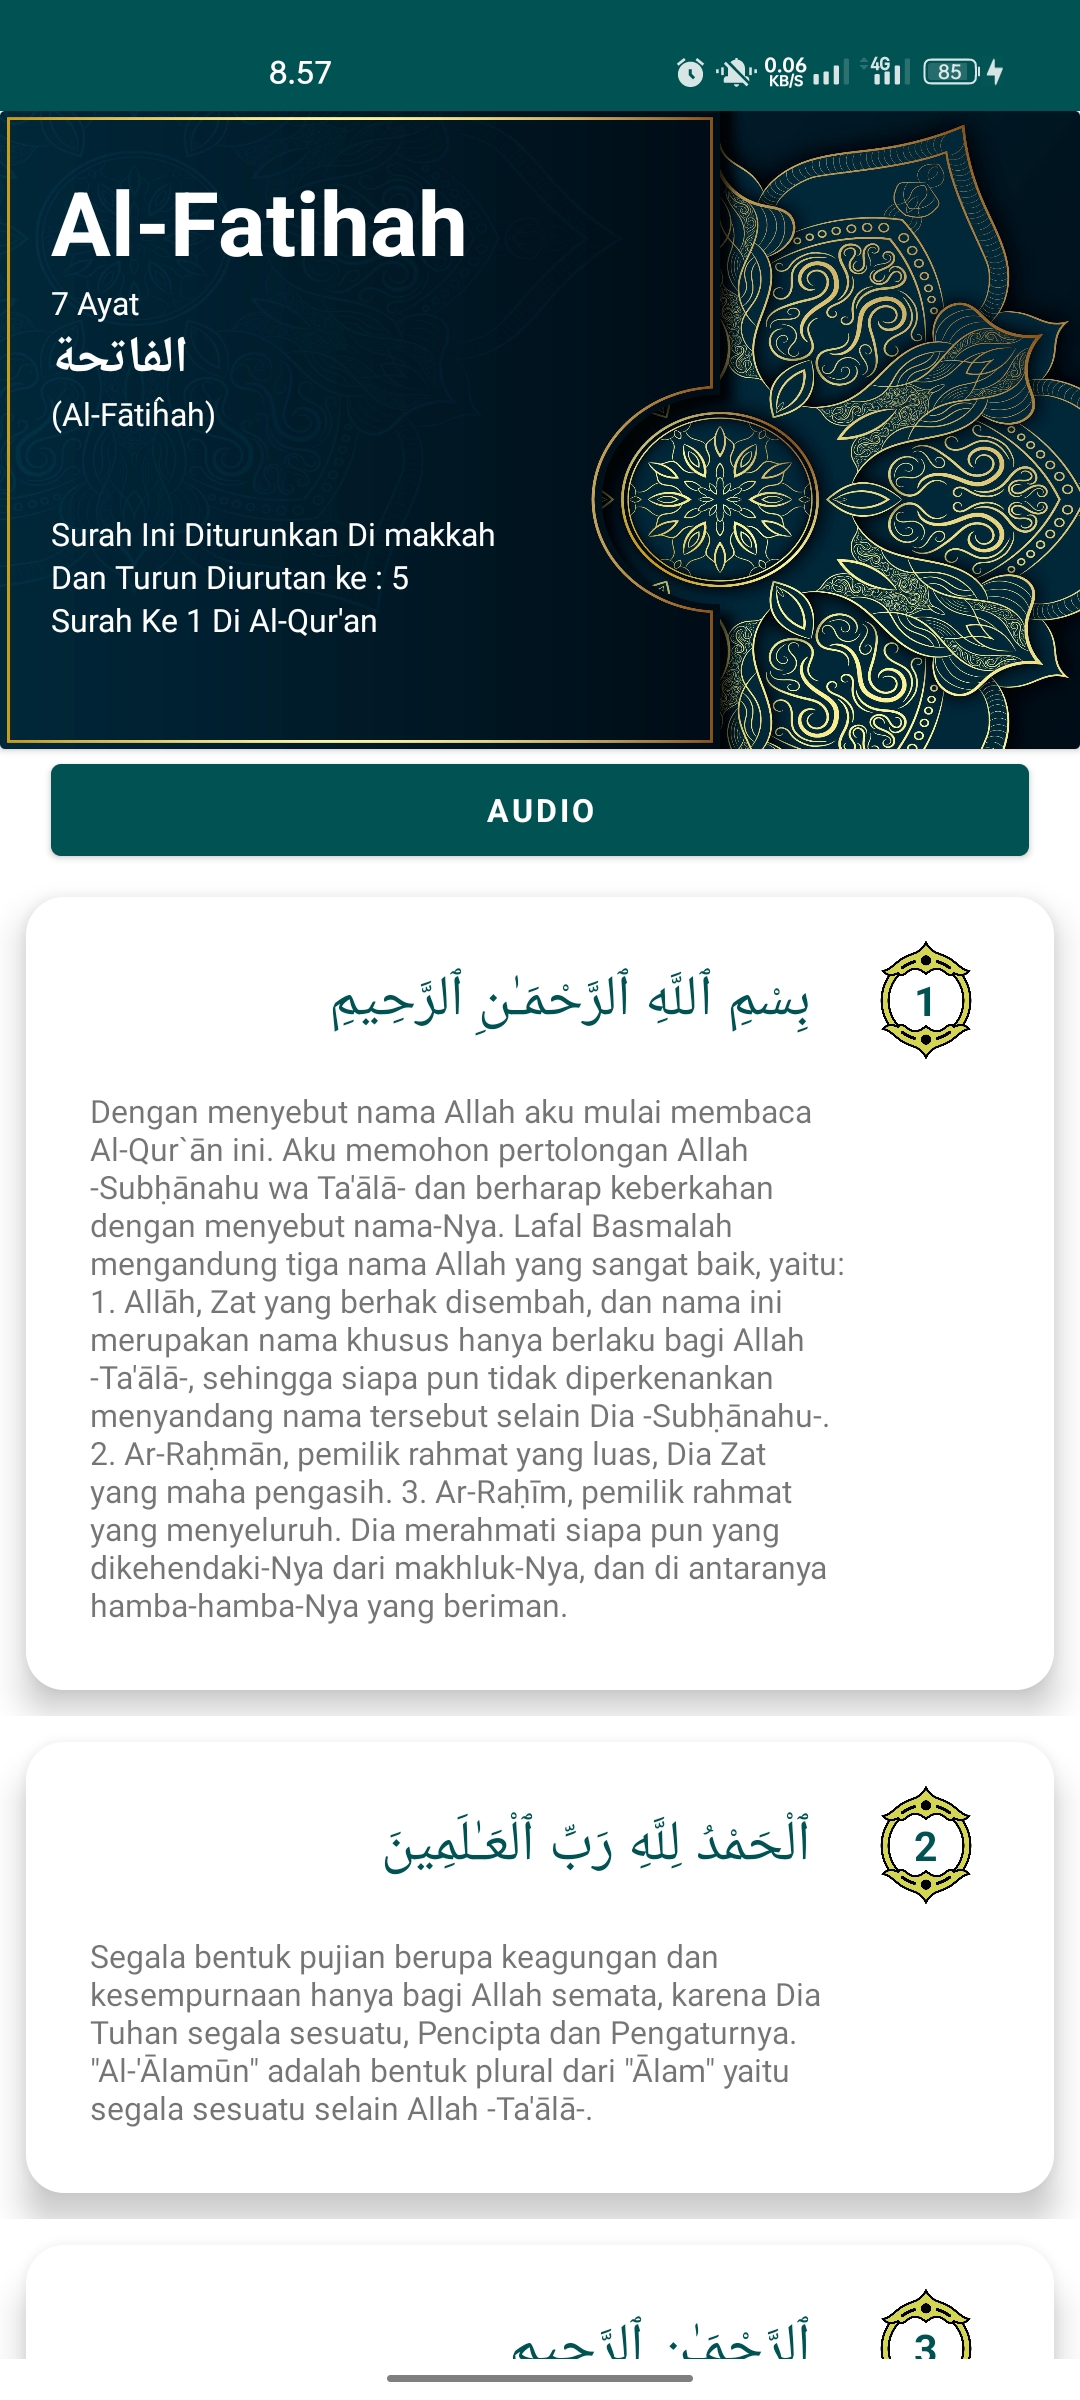 8.57
0.06
KB/S
4G
85
Al-Fatihah
7 Ayat
الفاتحة
(Al-Fātiĥah)
Surah Ini Diturunkan Di makkah
Dan Turun Diurutan ke : 5
Surah Ke 1 Di Al-Qur'an
AUDIO
بِسْمِ ٱللَّهِ ٱلرَّحْمَـٰنِ ٱلرَّحِيمِ
1
Dengan menyebut nama Allah aku mulai membaca
Al-Qur`ān ini. Aku memohon pertolongan Allah
-Subḥānahu wa Ta'ālā- dan berharap keberkahan
dengan menyebut nama-Nya. Lafal Basmalah
mengandung tiga nama Allah yang sangat baik, yaitu:
1. Allāh, Zat yang berhak disembah, dan nama ini
merupakan nama khusus hanya berlaku bagi Allah
-Ta'ālā-, sehingga siapa pun tidak diperkenankan
menyandang nama tersebut selain Dia -Subḥānahu-.
2. Ar-Raḥmān, pemilik rahmat yang luas, Dia Zat
yang maha pengasih. 3. Ar-Raḥīm, pemilik rahmat
yang menyeluruh. Dia merahmati siapa pun yang
dikehendaki-Nya dari makhluk-Nya, dan di antaranya
hamba-hamba-Nya yang beriman.
ٱلْحَمْدُ لِلَّهِ رَبِّ ٱلْعَـٰلَمِينَ
2
Segala bentuk pujian berupa keagungan dan
kesempurnaan hanya bagi Allah semata, karena Dia
Tuhan segala sesuatu, Pencipta dan Pengaturnya.
"Al-'Ālamūn" adalah bentuk plural dari "Ālam" yaitu
segala sesuatu selain Allah -Ta'ālā-.
ٱلرَّحْمَـٰنِ ٱلرَّحِيمِ
3